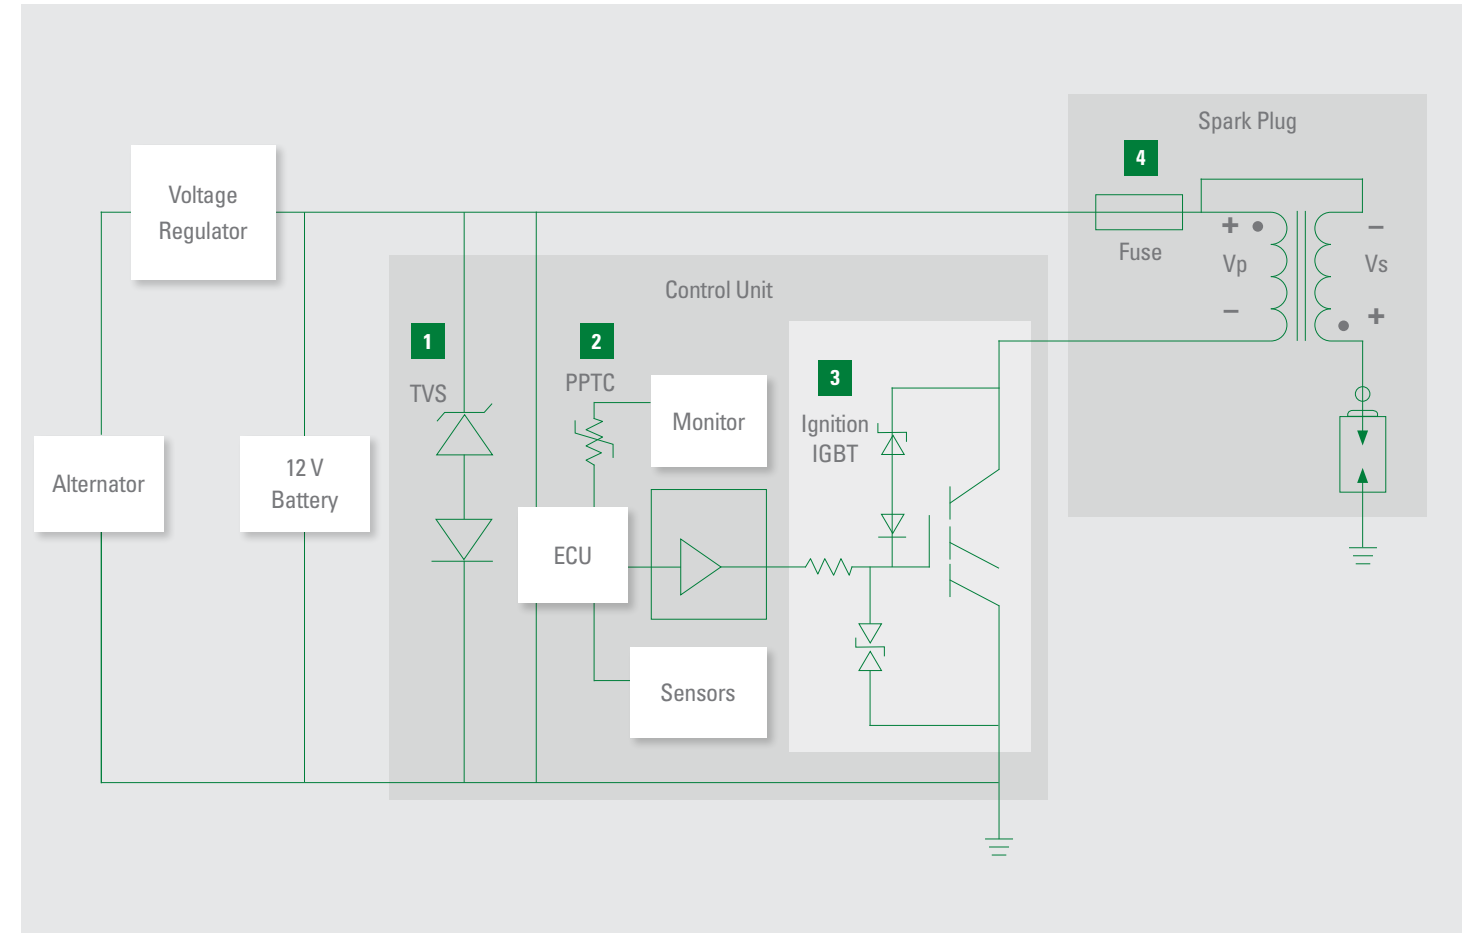 Spark Plug
4
Voltage
Regulator
Fuse
+
Vp
−
−
Vs
+
Control Unit
1
TVS
2
PPTC
Monitor
3
Ignition
IGBT
Alternator
12 V
Battery
ECU
Sensors